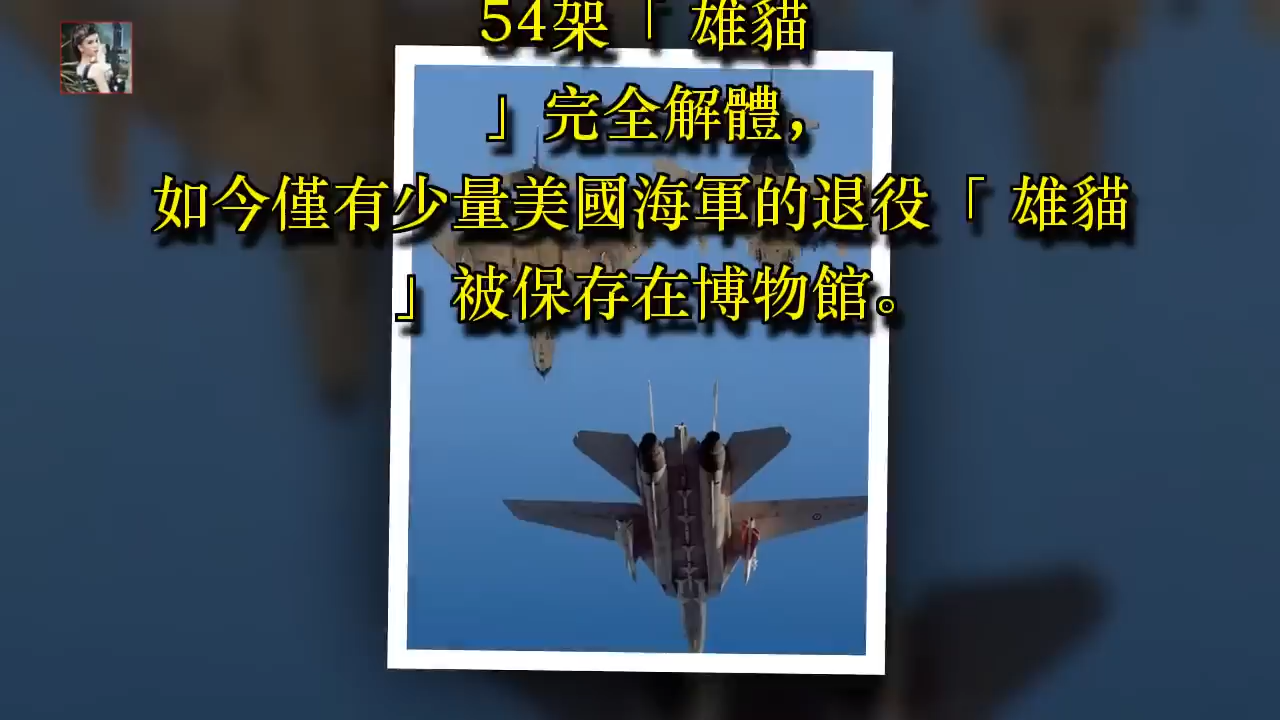 54架「 雄貓
」完全解體，
如今僅有少量美國海軍的退役「 雄貓
」被保存在博物館。